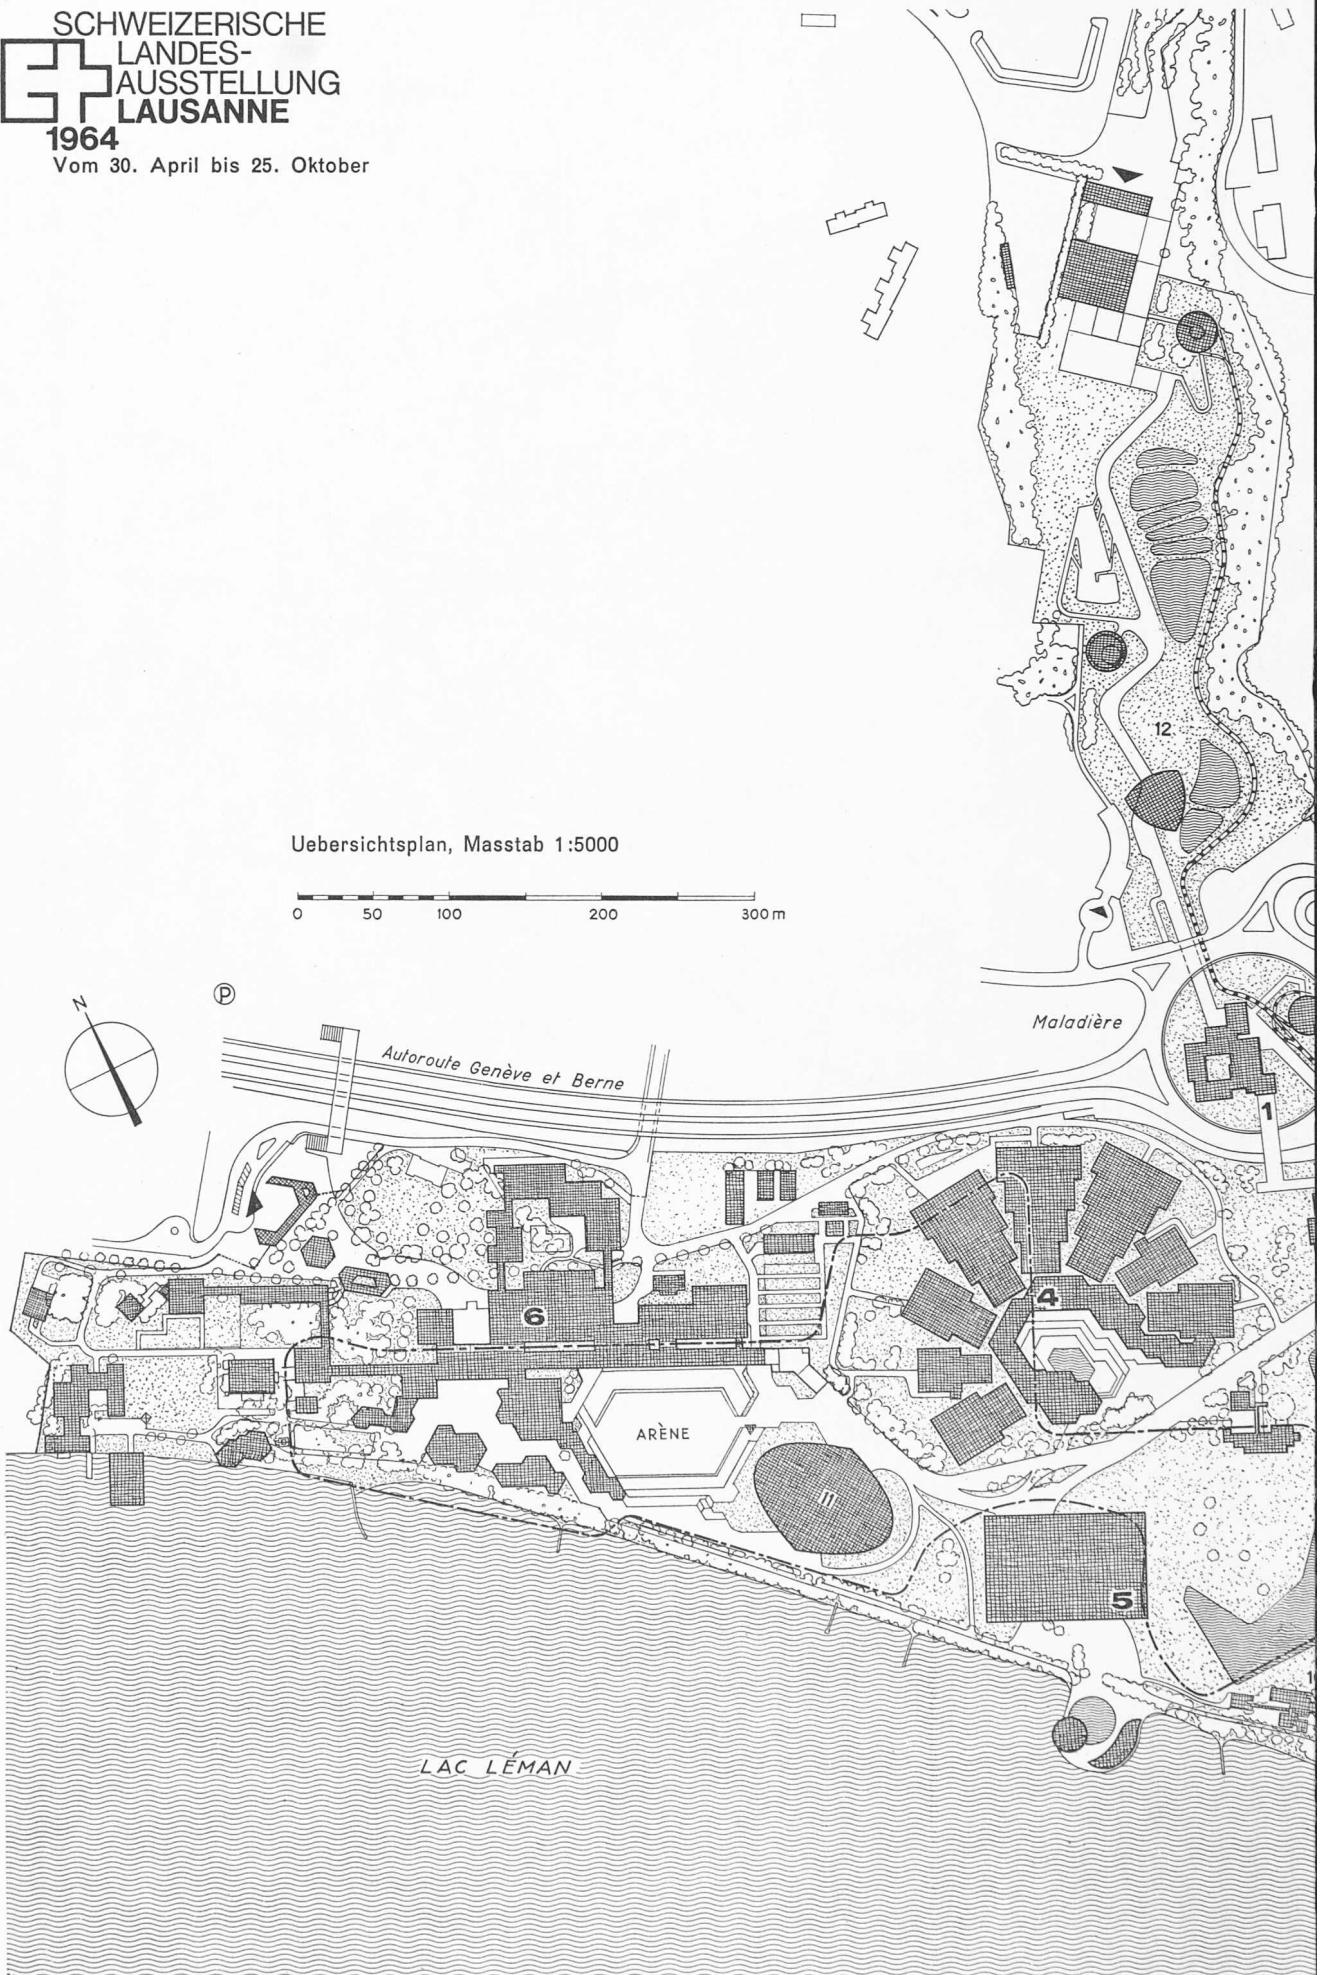 SCHWEIZERISCHE
LANDES-
AUSSTELLUNG
LAUSANNE
1964
Vom 30. April bis 25. Oktober
12
Uebersichtsplan, Masstab 1:5000
0 50 100 200 300 m
P
N
Maladière
Autoroute Genève et Berne
1
4
6
ARÈNE
11
5
LAC LÉMAN